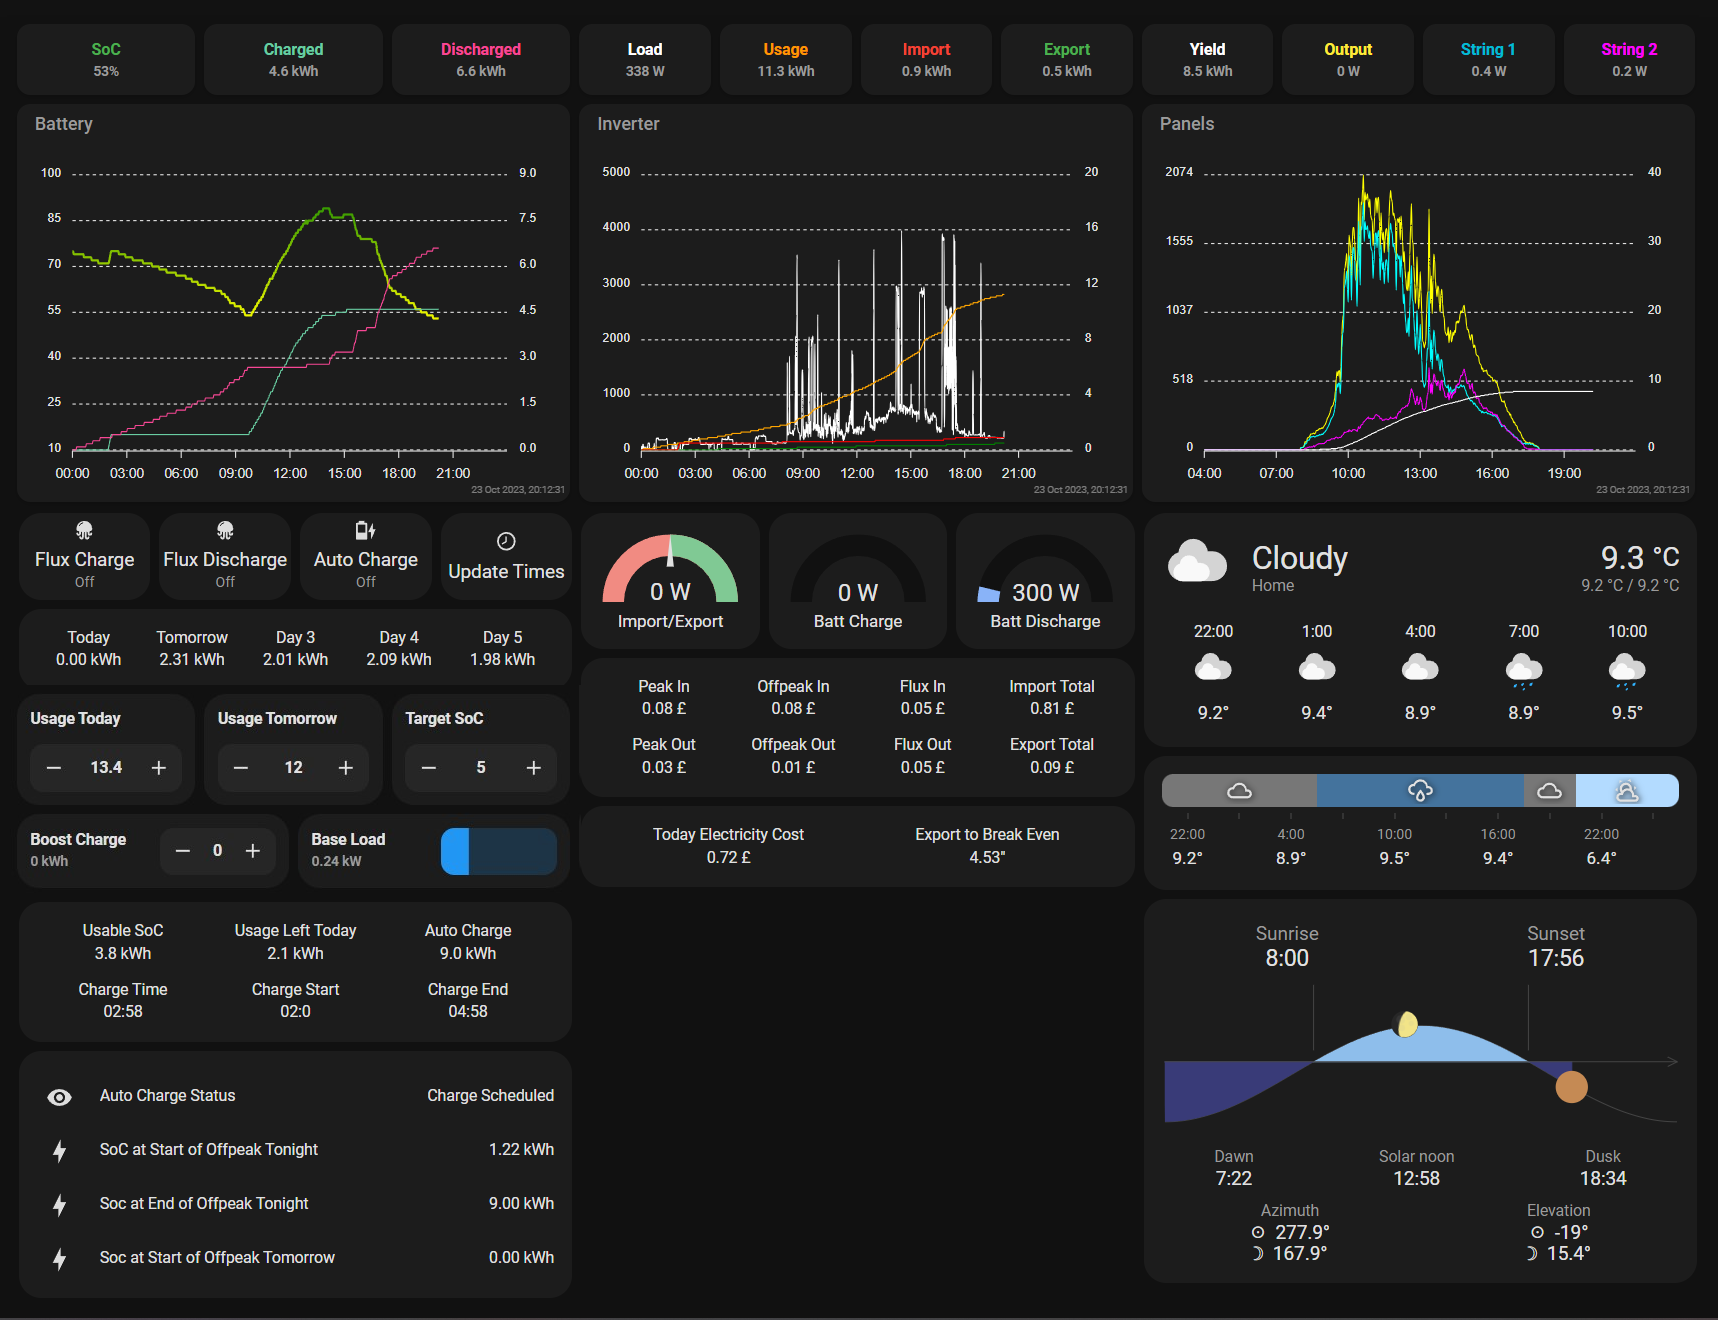 SoC
53%
Charged
4.6 kWh
Discharged
6.6 kWh
Load
338 W
Usage
11.3 kWh
Import
0.9 kWh
Export
0.5 kWh
Yield
8.5 kWh
Output
0 W
String 1
0.4 W
String 2
0.2 W
Battery
100 9.0
85 7.5
70 6.0
55 4.5
40 3.0
25 1.5
10 0.0
00:00 03:00 06:00 09:00 12:00 15:00 18:00 21:00
23 Oct 2023, 20:12:31
Inverter
5000 20
4000 16
3000 12
2000 8
1000 4
0 0
00:00 03:00 06:00 09:00 12:00 15:00 18:00 21:00
23 Oct 2023, 20:12:31
Panels
2074 40
1555 30
1037 20
518 10
0 0
04:00 07:00 10:00 13:00 16:00 19:00
23 Oct 2023, 20:12:31
Flux Charge
Off
Flux Discharge
Off
Auto Charge
Off
Update Times
Today Tomorrow Day 3 Day 4 Day 5
0.00 kWh 2.31 kWh 2.01 kWh 2.09 kWh 1.98 kWh
Usage Today
− 13.4 +
Usage Tomorrow
− 12 +
Target SoC
− 5 +
Boost Charge
0 kWh
− 0 +
Base Load
0.24 kW
Usable SoC Usage Left Today Auto Charge
3.8 kWh 2.1 kWh 9.0 kWh
Charge Time Charge Start Charge End
02:58 02:0 04:58
Auto Charge Status Charge Scheduled
SoC at Start of Offpeak Tonight 1.22 kWh
Soc at End of Offpeak Tonight 9.00 kWh
Soc at Start of Offpeak Tomorrow 0.00 kWh
0 W
Import/Export
0 W
Batt Charge
300 W
Batt Discharge
Peak In Offpeak In Flux In Import Total
0.08 £ 0.08 £ 0.05 £ 0.81 £
Peak Out Offpeak Out Flux Out Export Total
0.03 £ 0.01 £ 0.05 £ 0.09 £
Today Electricity Cost Export to Break Even
0.72 £ 4.53"
Cloudy
Home
9.3 °C
9.2 °C / 9.2 °C
22:00 1:00 4:00 7:00 10:00
9.2° 9.4° 8.9° 8.9° 9.5°
22:00 4:00 10:00 16:00 22:00
9.2° 8.9° 9.5° 9.4° 6.4°
Sunrise Sunset
8:00 17:56
Dawn Solar noon Dusk
7:22 12:58 18:34
Azimuth Elevation
277.9° -19°
167.9° 15.4°